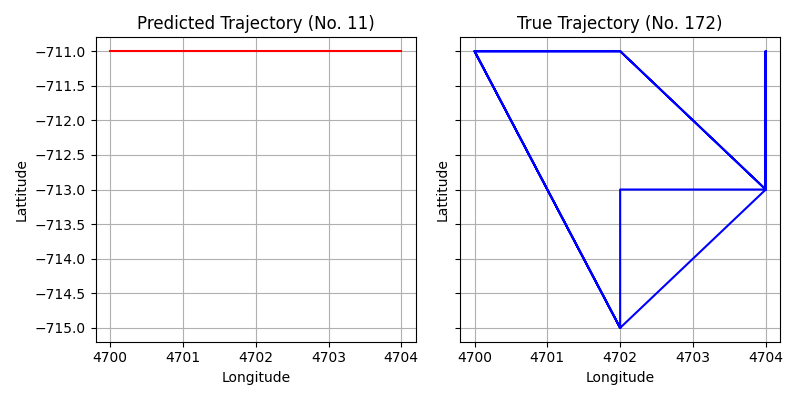 Predicted Trajectory (No. 11)
Lattitude
−711.0
−711.5
−712.0
−712.5
−713.0
−713.5
−714.0
−714.5
−715.0
4700 4701 4702 4703 4704
Longitude
True Trajectory (No. 172)
Lattitude
4700 4701 4702 4703 4704
Longitude